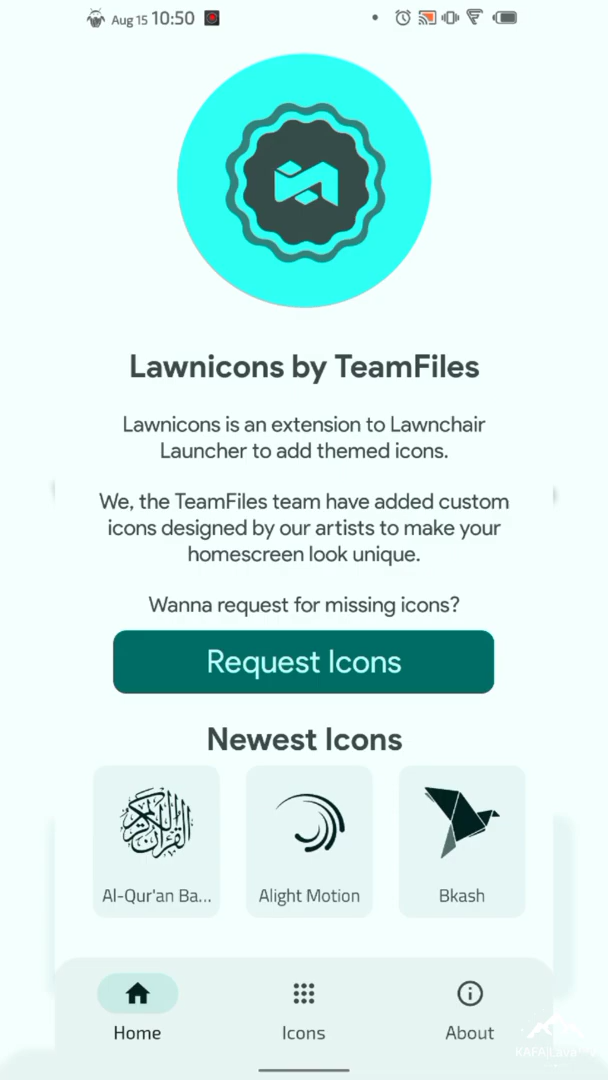 Aug 15 10:50
Lawnicons by TeamFiles
Lawnicons is an extension to Lawnchair
Launcher to add themed icons.
We, the TeamFiles team have added custom
icons designed by our artists to make your
homescreen look unique.
Wanna request for missing icons?
Request Icons
Newest Icons
Al-Qur'an Ba...
Alight Motion
Bkash
Home
Icons
About